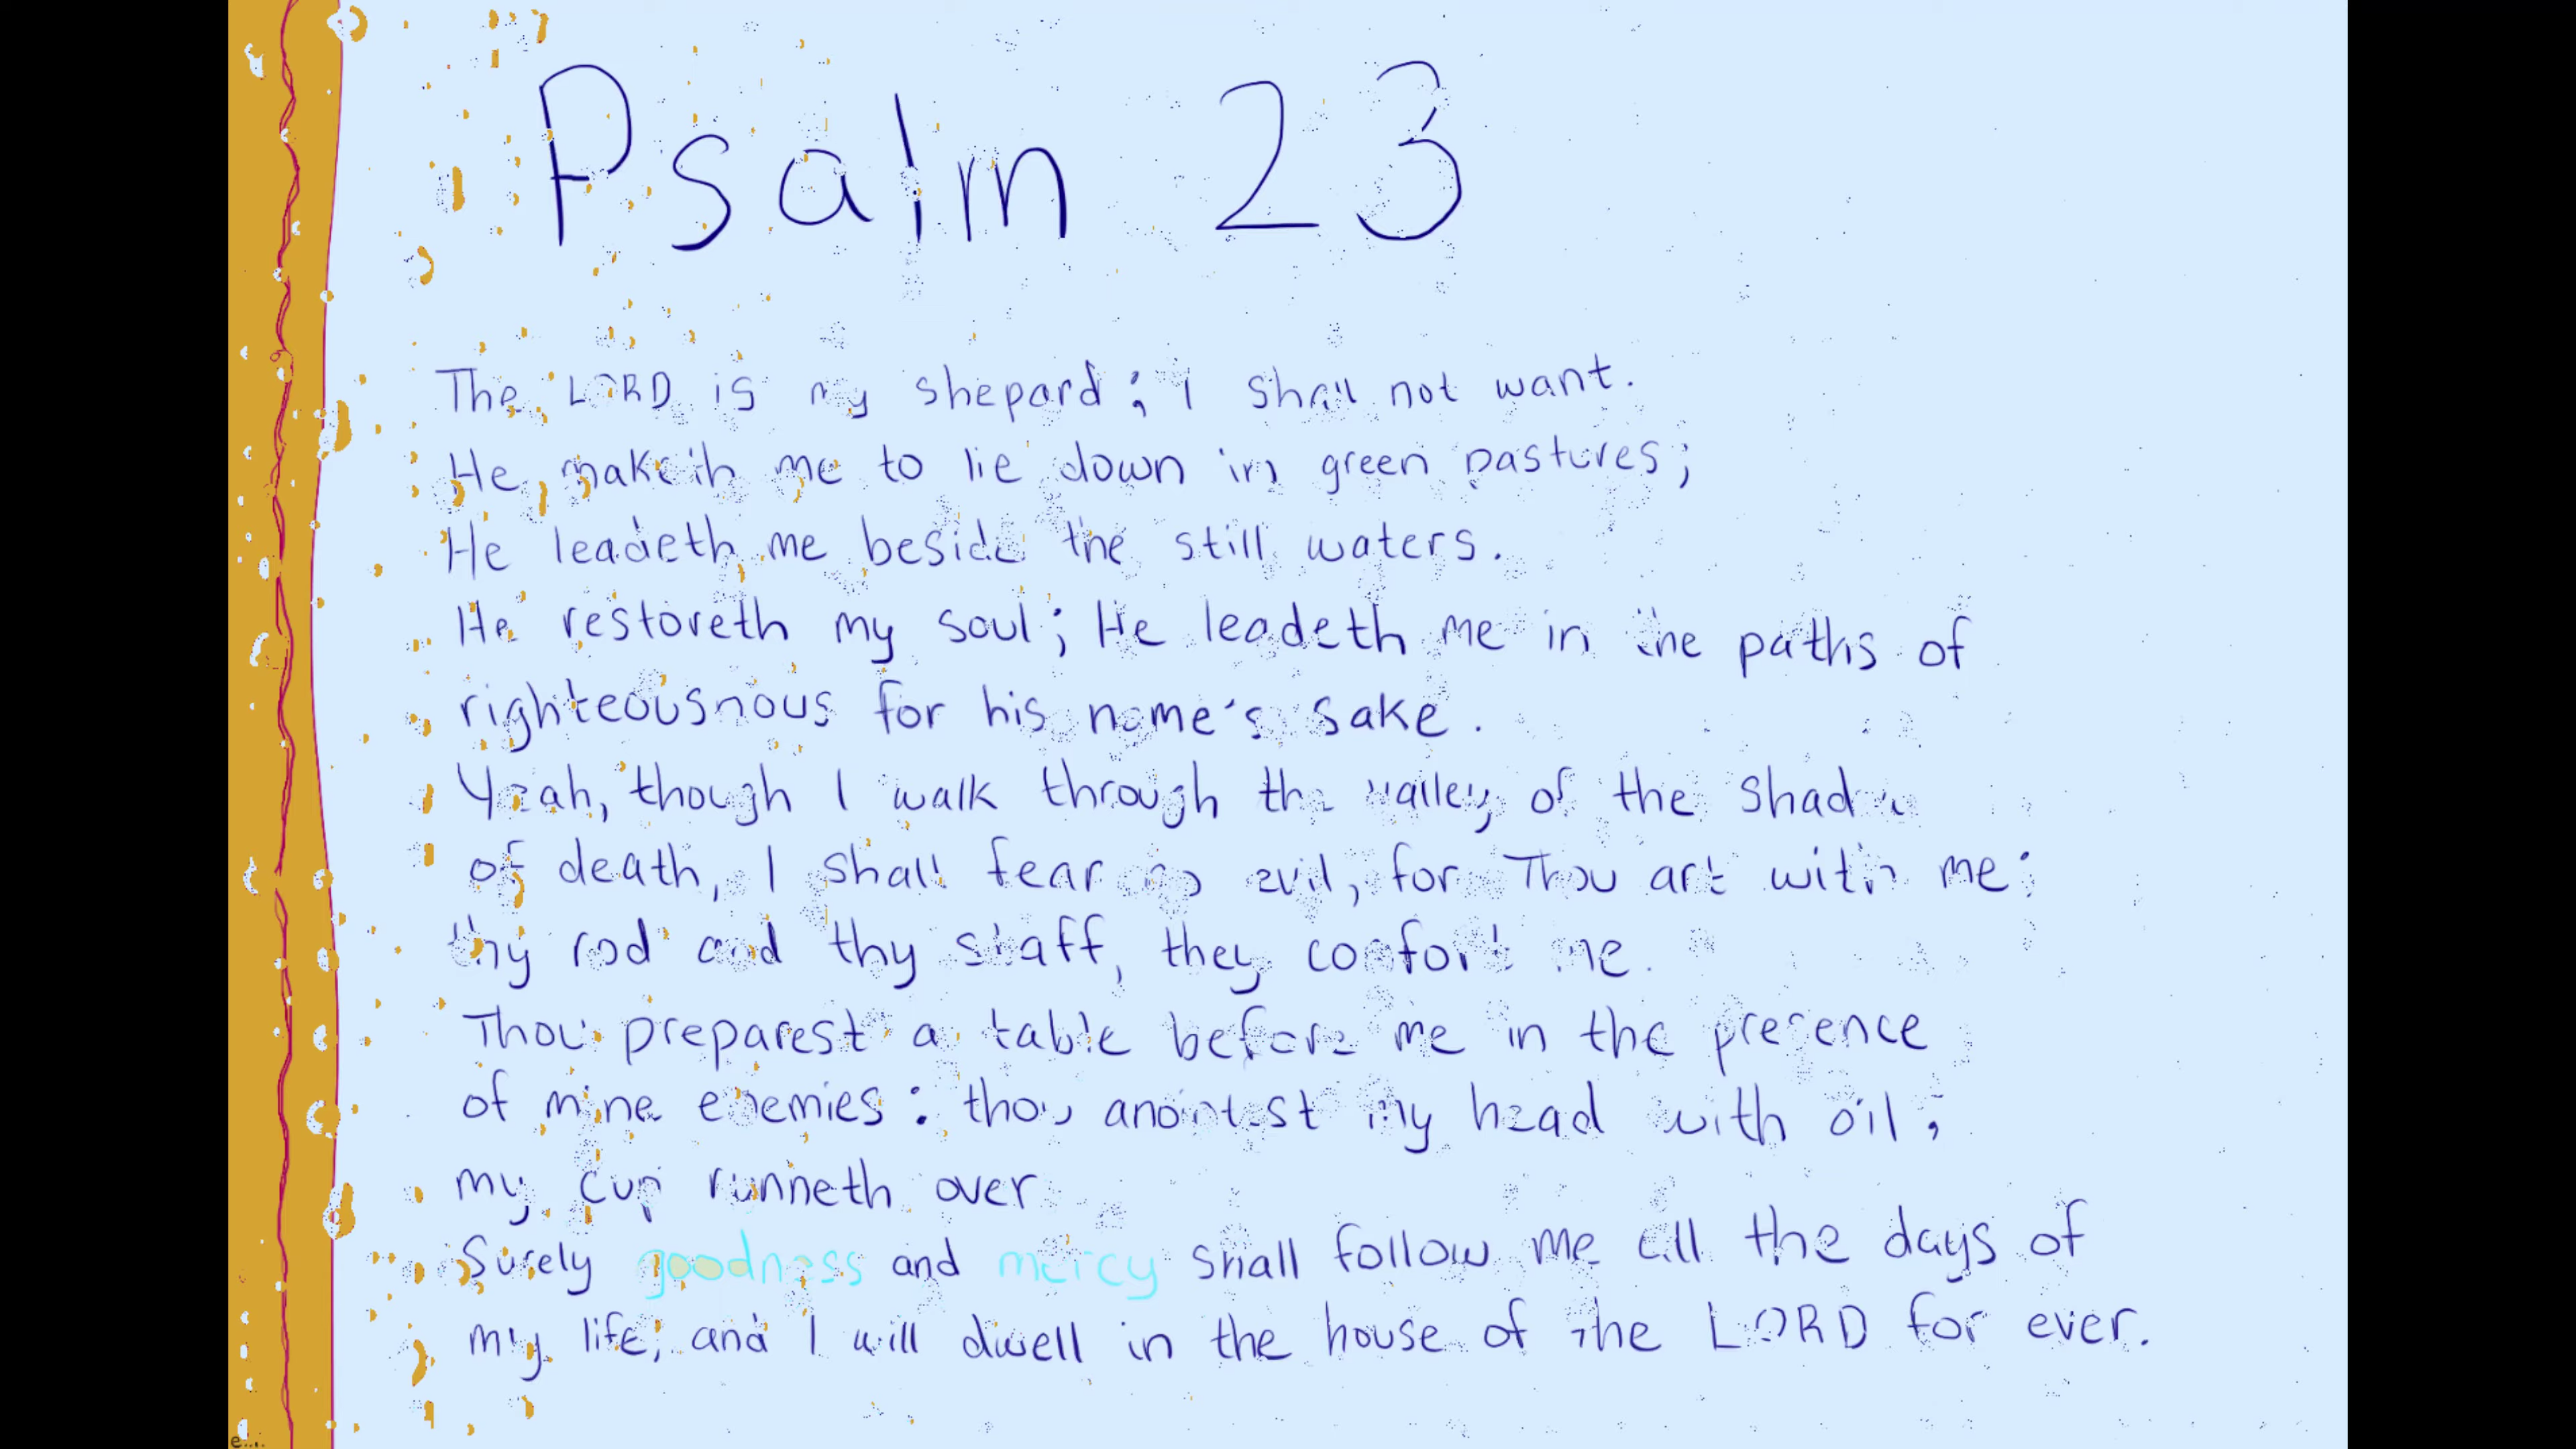 Psalm 23
The LORD is my shepard; I shall not want.
He maketh me to lie down in green pastures;
He leadeth me beside the still waters.
He restoreth my soul; He leadeth me in the paths of
righteousnous for his name's sake.
Yeah, though I walk through the valley of the shad
of death, I shall fear no evil, for Thou art with me;
thy rod and thy staff, they comfort me.
Thou preparest a table before me in the presence
of mine enemies: thou anointest my head with oil;
my cup runneth over
Surely goodness and mercy shall follow me all the days of
my life; and I will dwell in the house of the LORD for ever.